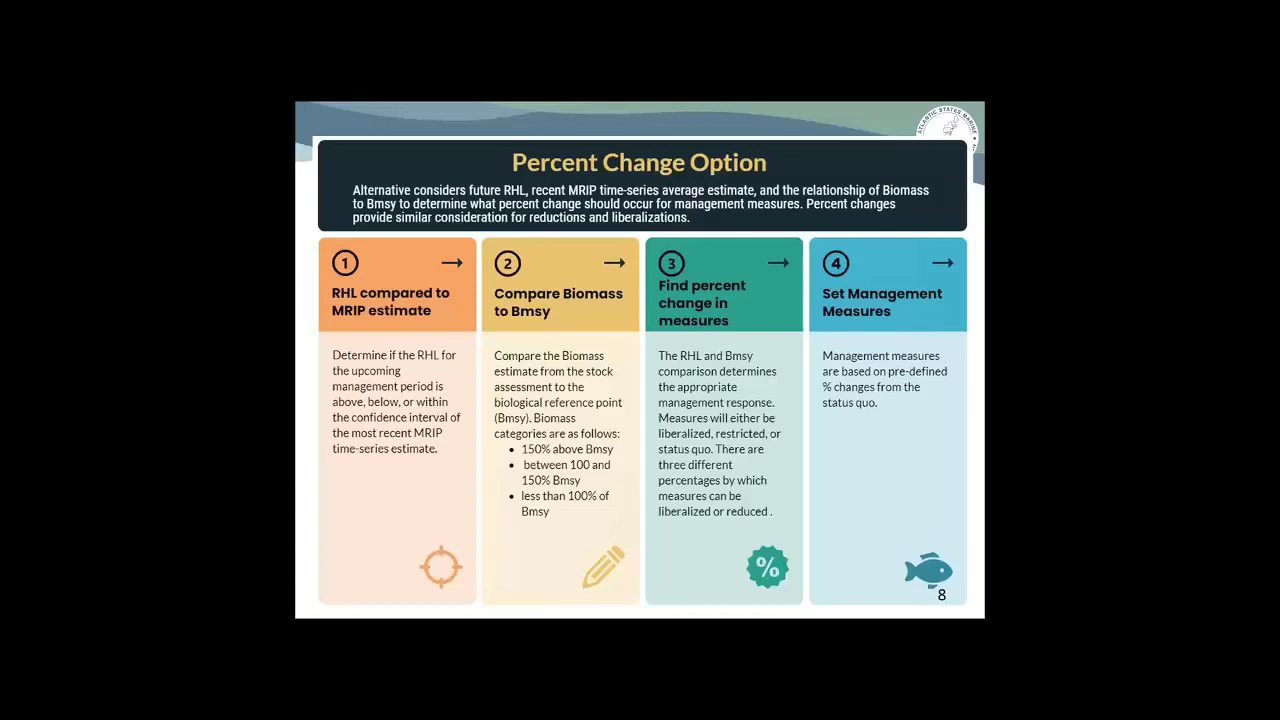 ATLANTIC STATES MARINE
Percent Change Option
Alternative considers future RHL, recent MRIP time-series average estimate, and the relationship of Biomass
to Bmsy to determine what percent change should occur for management measures. Percent changes
provide similar consideration for reductions and liberalizations.
1
RHL compared to
MRIP estimate
Determine if the RHL for
the upcoming
management period is
above, below, or within
the confidence interval of
the most recent MRIP
time-series estimate.
2
Compare Biomass
to Bmsy
Compare the Biomass
estimate from the stock
assessment to the
biological reference point
(Bmsy). Biomass
categories are as follows:
• 150% above Bmsy
• between 100 and
150% Bmsy
• less than 100% of
Bmsy
3
Find percent
change in
measures
The RHL and Bmsy
comparison determines
the appropriate
management response.
Measures will either be
liberalized, restricted, or
status quo. There are
three different
percentages by which
measures can be
liberalized or reduced .
%
4
Set Management
Measures
Management measures
are based on pre-defined
% changes from the
status quo.
8